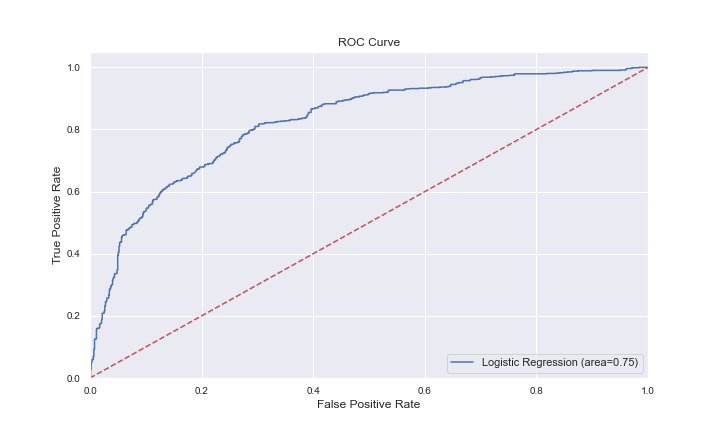 ROC Curve
True Positive Rate
1.0
0.8
0.6
0.4
0.2
0.0
0.0 0.2 0.4 0.6 0.8 1.0
False Positive Rate
Logistic Regression (area=0.75)